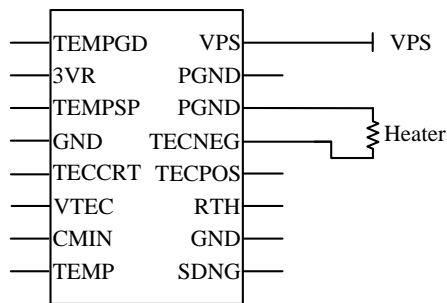 TEMPGD VPS VPS
3VR PGND
TEMPSP PGND
Heater
GND TECNEG
TECCRT TECPOS
VTEC RTH
CMIN GND
TEMP SDNG